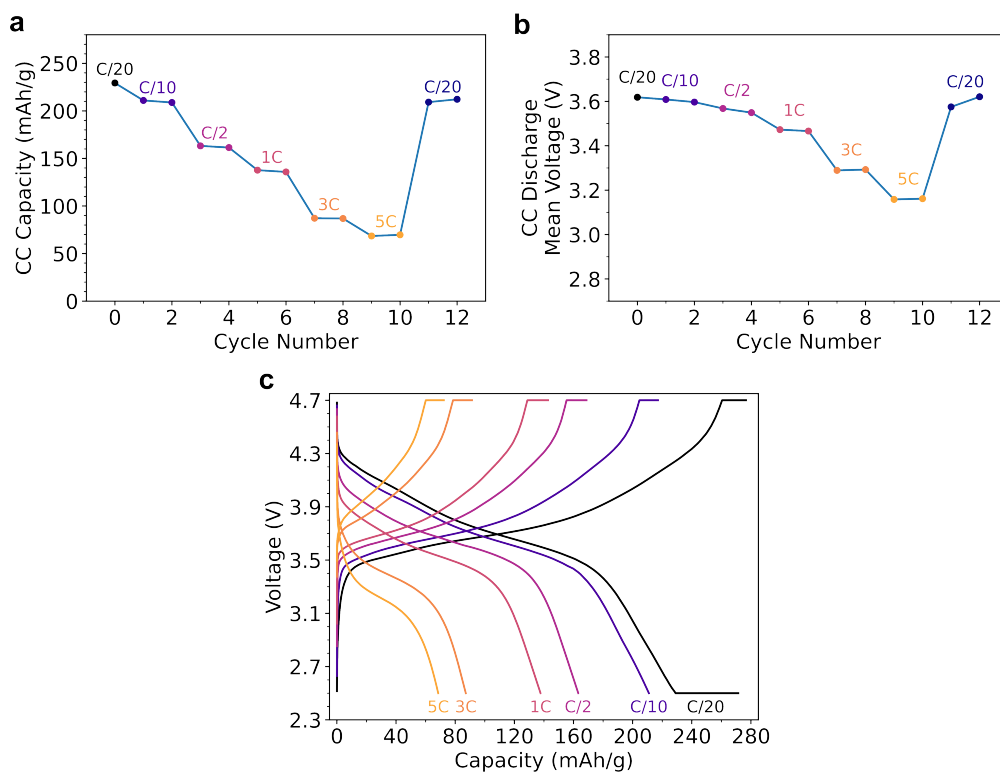 a
CC Capacity (mAh/g)
250
200
150
100
50
0
C/20
C/10
C/2
1C
3C
5C
C/20
0 2 4 6 8 10 12
Cycle Number
b
CC Discharge
Mean Voltage (V)
3.8
3.6
3.4
3.2
3.0
2.8
C/20
C/10
C/2
1C
3C
5C
C/20
0 2 4 6 8 10 12
Cycle Number
c
Voltage (V)
4.7
4.3
3.9
3.5
3.1
2.7
2.3
5C 3C 1C C/2 C/10 C/20
0 40 80 120 160 200 240 280
Capacity (mAh/g)